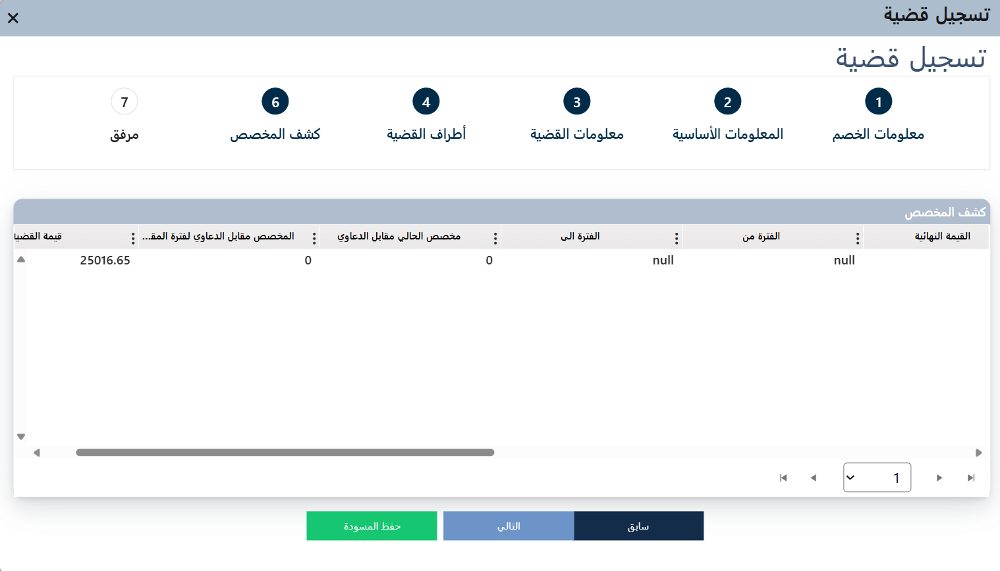 تسجيل قضية
تسجيل قضية
1 2 3 4 6 7
معلومات الخصم المعلومات الأساسية معلومات القضية أطراف القضية كشف المخصص مرفق
كشف المخصص
القيمة النهائية الفترة من الفترة الى مخصص الحالي مقابل الدعاوي المخصص مقابل الدعاوي لفترة المق... قيمة القضية
null null 0 0 25016.65
1
سابق التالي حفظ المسودة